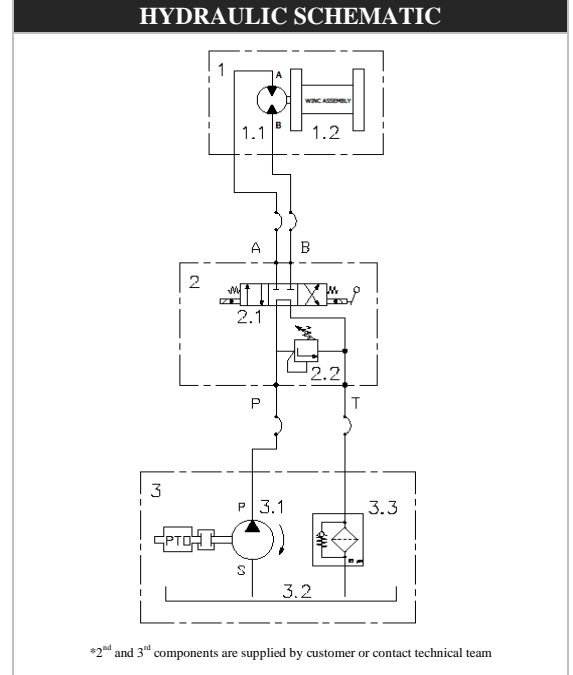 HYDRAULIC SCHEMATIC
1
A
WINC ASSEMBLY
1.1
B
1.2
A B
2
2.1
2.2
P T
3
P 3.1 3.3
PTO
S
3.2
*2nd and 3rd components are supplied by customer or contact technical team